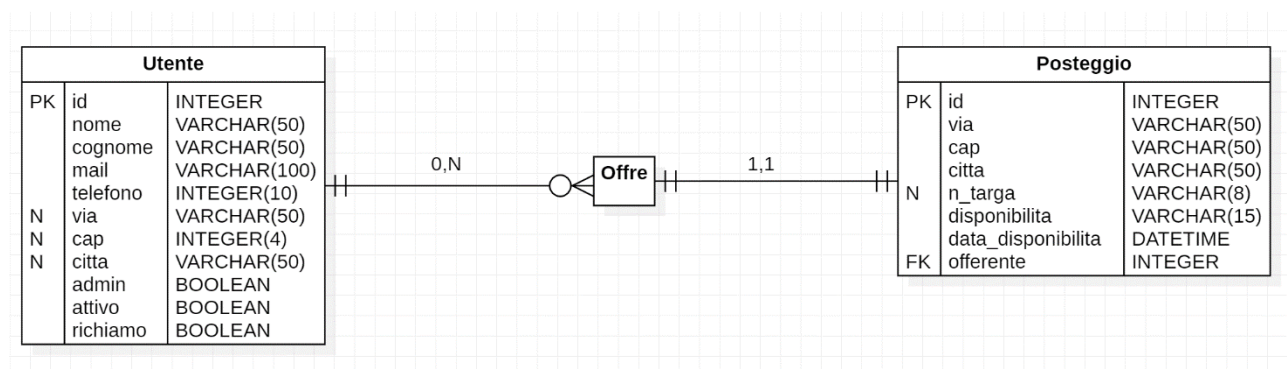 Utente
PK id INTEGER
nome VARCHAR(50)
cognome VARCHAR(50)
mail VARCHAR(100)
telefono INTEGER(10)
N via VARCHAR(50)
N cap INTEGER(4)
N citta VARCHAR(50)
admin BOOLEAN
attivo BOOLEAN
richiamo BOOLEAN
0,N
Offre
1,1
Posteggio
PK id INTEGER
via VARCHAR(50)
cap VARCHAR(50)
citta VARCHAR(50)
N n_targa VARCHAR(8)
disponibilita VARCHAR(15)
data_disponibilita DATETIME
FK offerente INTEGER